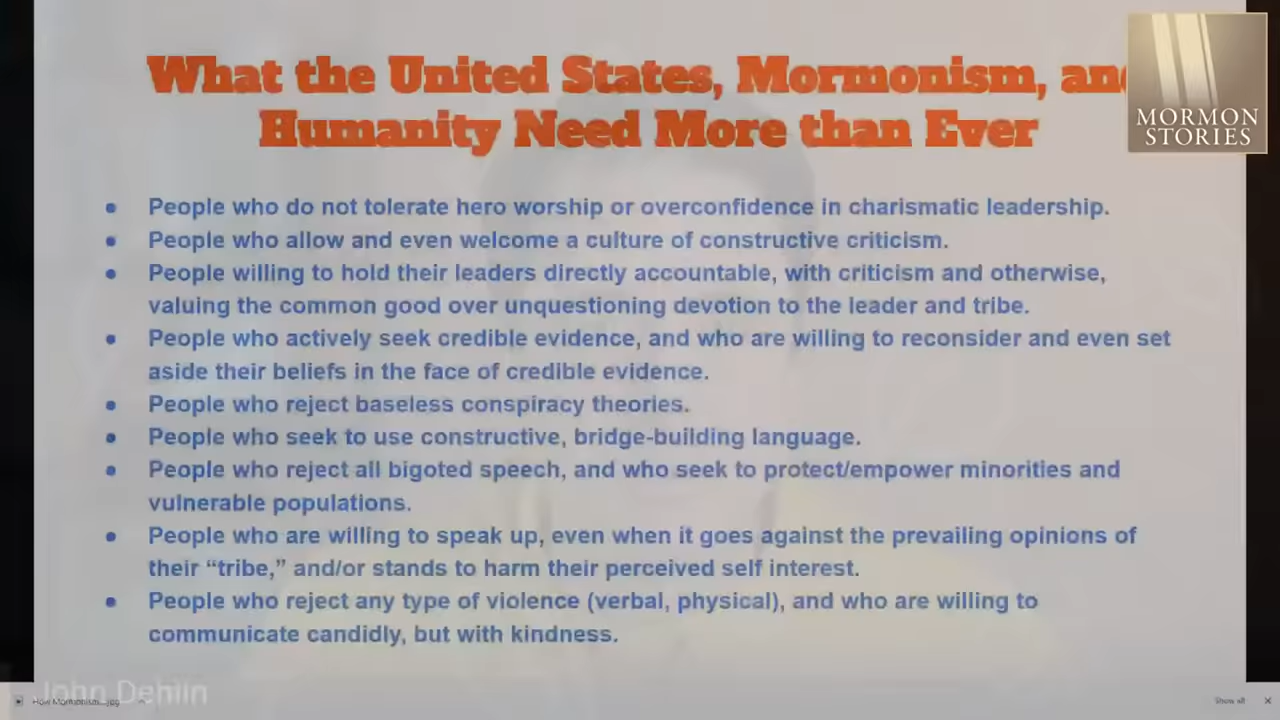 What the United States, Mormonism, and
Humanity Need More than Ever
MORMON
STORIES
● People who do not tolerate hero worship or overconfidence in charismatic leadership.
● People who allow and even welcome a culture of constructive criticism.
● People willing to hold their leaders directly accountable, with criticism and otherwise,
valuing the common good over unquestioning devotion to the leader and tribe.
● People who actively seek credible evidence, and who are willing to reconsider and even set
aside their beliefs in the face of credible evidence.
● People who reject baseless conspiracy theories.
● People who seek to use constructive, bridge-building language.
● People who reject all bigoted speech, and who seek to protect/empower minorities and
vulnerable populations.
● People who are willing to speak up, even when it goes against the prevailing opinions of
their “tribe,” and/or stands to harm their perceived self interest.
● People who reject any type of violence (verbal, physical), and who are willing to
communicate candidly, but with kindness.
John Dehlin
How Mormonism....jpg
Show all